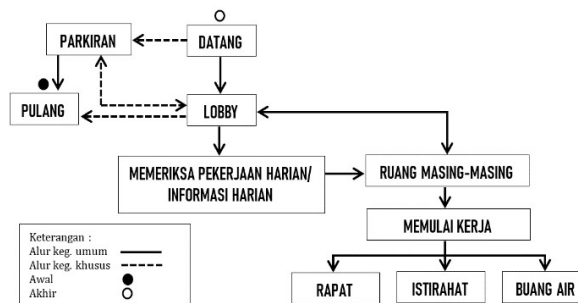 PARKIRAN
DATANG
PULANG
LOBBY
MEMERIKSA PEKERJAAN HARIAN/
INFORMASI HARIAN
RUANG MASING-MASING
MEMULAI KERJA
RAPAT
ISTIRAHAT
BUANG AIR
Keterangan :
Alur keg. umum
Alur keg. khusus
Awal
Akhir